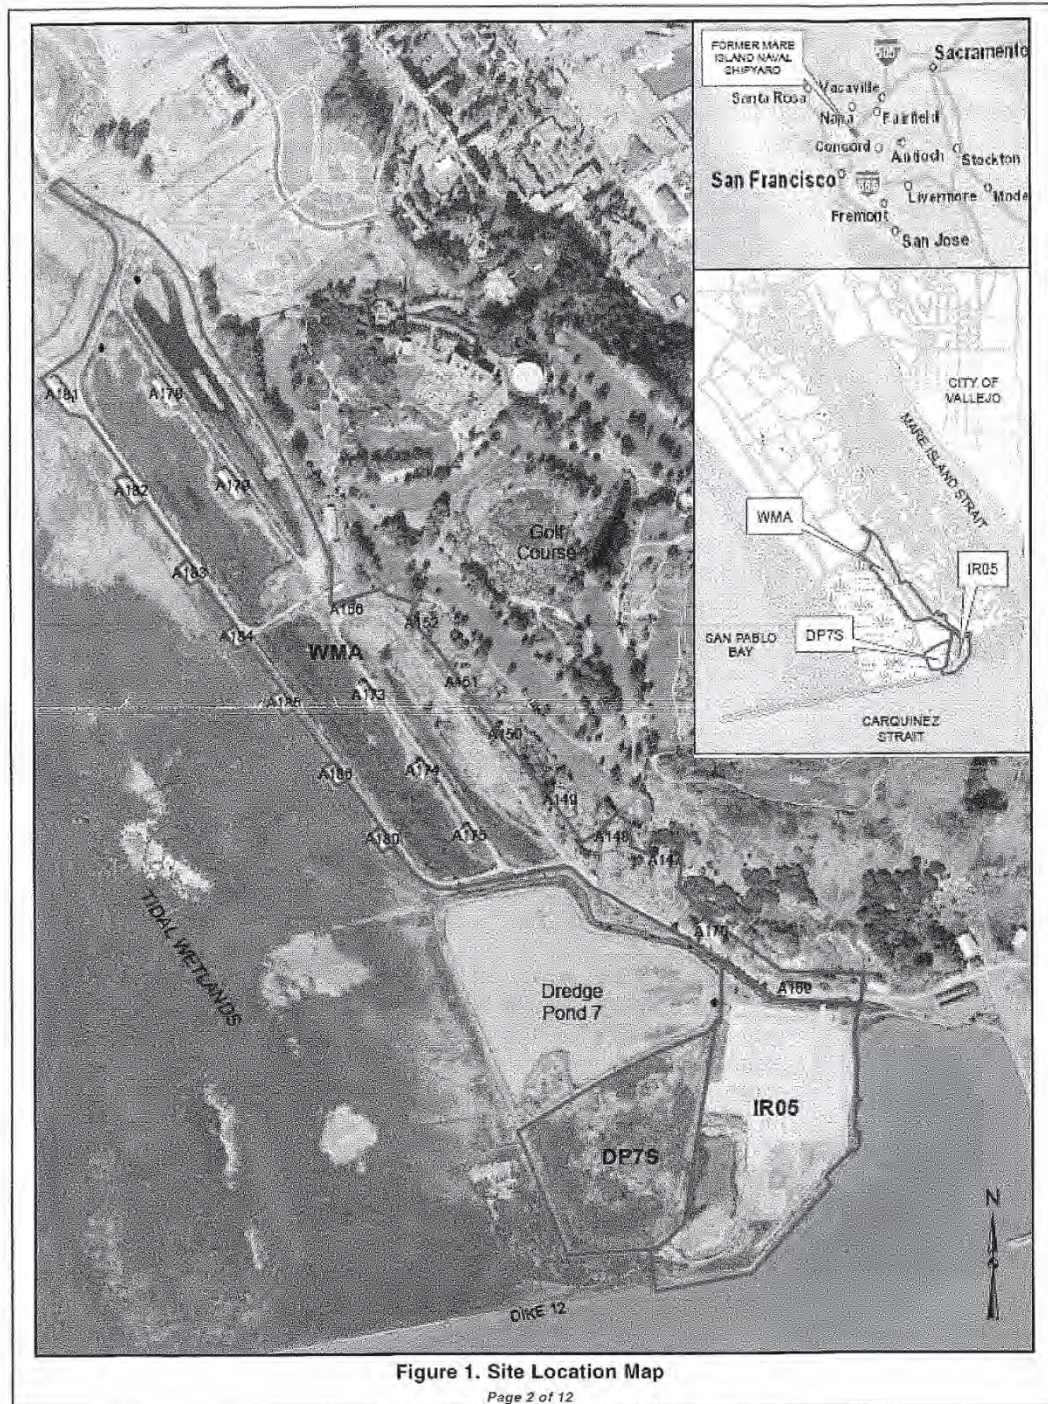 FORMER MARE
ISLAND NAVAL
SHIPYARD
Sacramento
Vacaville
Santa Rosa
Napa
Fairfield
Concord
Antioch
Stockton
San Francisco
Livermore
Mode
Fremont
San Jose
CITY OF
VALLEJO
MARE ISLAND STRAIT
WMA
IR05
DP7S
SAN PABLO
BAY
CARQUINEZ
STRAIT
A181
A178
A182
A179
A183
Golf
Course
A184
A152
WMA
A151
A173
A150
A174
A149
A175
A180
A148
A147
TIDAL WETLANDS
A169
Dredge
Pond 7
IR05
DP7S
N
DIKE 12
Figure 1. Site Location Map
Page 2 of 12